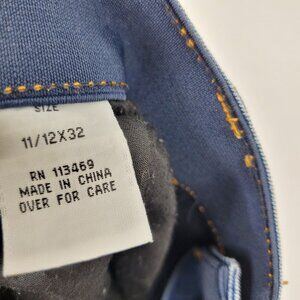 SIZE
11/12X32
RN 113469
MADE IN CHINA
OVER FOR CARE